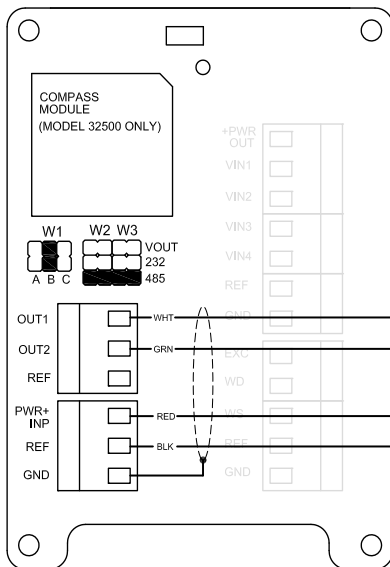 COMPASS
MODULE
(MODEL 32500 ONLY)
+PWR
OUT
VIN1
VIN2
VIN3
VIN4
REF
GND
EXC
WD
WS
REF
GND
W1
W2 W3
VOUT
232
485
A B C
OUT1
WHT
OUT2
GRN
REF
PWR+
INP
RED
REF
BLK
GND